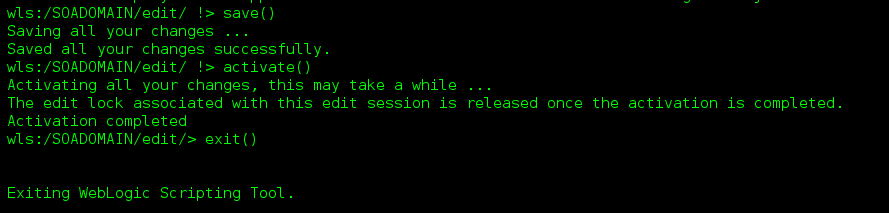 wls:/SOADOMAIN/edit/ !> save()
Saving all your changes ...
Saved all your changes successfully.
wls:/SOADOMAIN/edit/ !> activate()
Activating all your changes, this may take a while ...
The edit lock associated with this edit session is released once the activation is completed.
Activation completed
wls:/SOADOMAIN/edit/> exit()
Exiting WebLogic Scripting Tool.